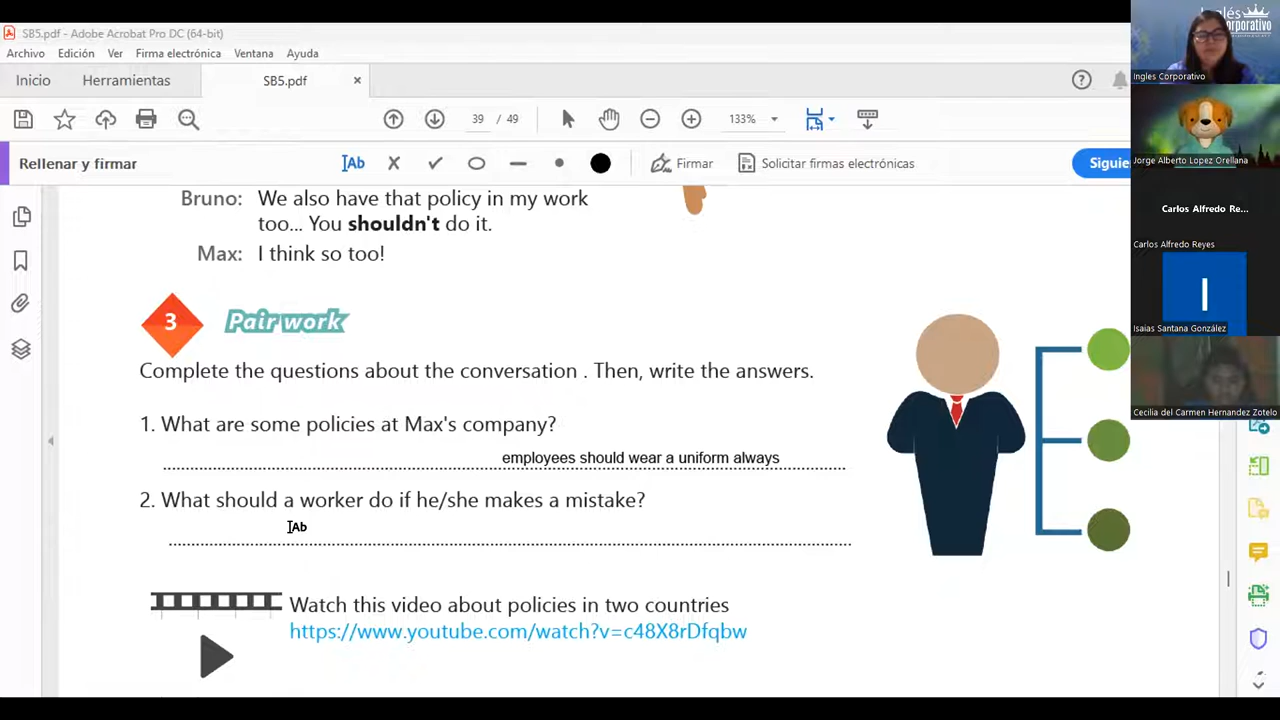 SB5.pdf - Adobe Acrobat Pro DC (64-bit)
Archivo Edición Ver Firma electrónica Ventana Ayuda
Inicio Herramientas SB5.pdf ×
39 / 49 133%
Rellenar y firmar Ab Firmar Solicitar firmas electrónicas Siguie
Bruno: We also have that policy in my work
too... You shouldn't do it.
Max: I think so too!
3 Pair work
Complete the questions about the conversation . Then, write the answers.
1. What are some policies at Max's company?
employees should wear a uniform always
2. What should a worker do if he/she makes a mistake?
Ab
Watch this video about policies in two countries
https://www.youtube.com/watch?v=c48X8rDfqbw
Inglés
Corporativo
Ingles Corporativo
Jorge Alberto Lopez Orellana
Carlos Alfredo Re...
Carlos Alfredo Reyes
I
Isaias Santana González
Cecilia del Carmen Hernandez Zotelo